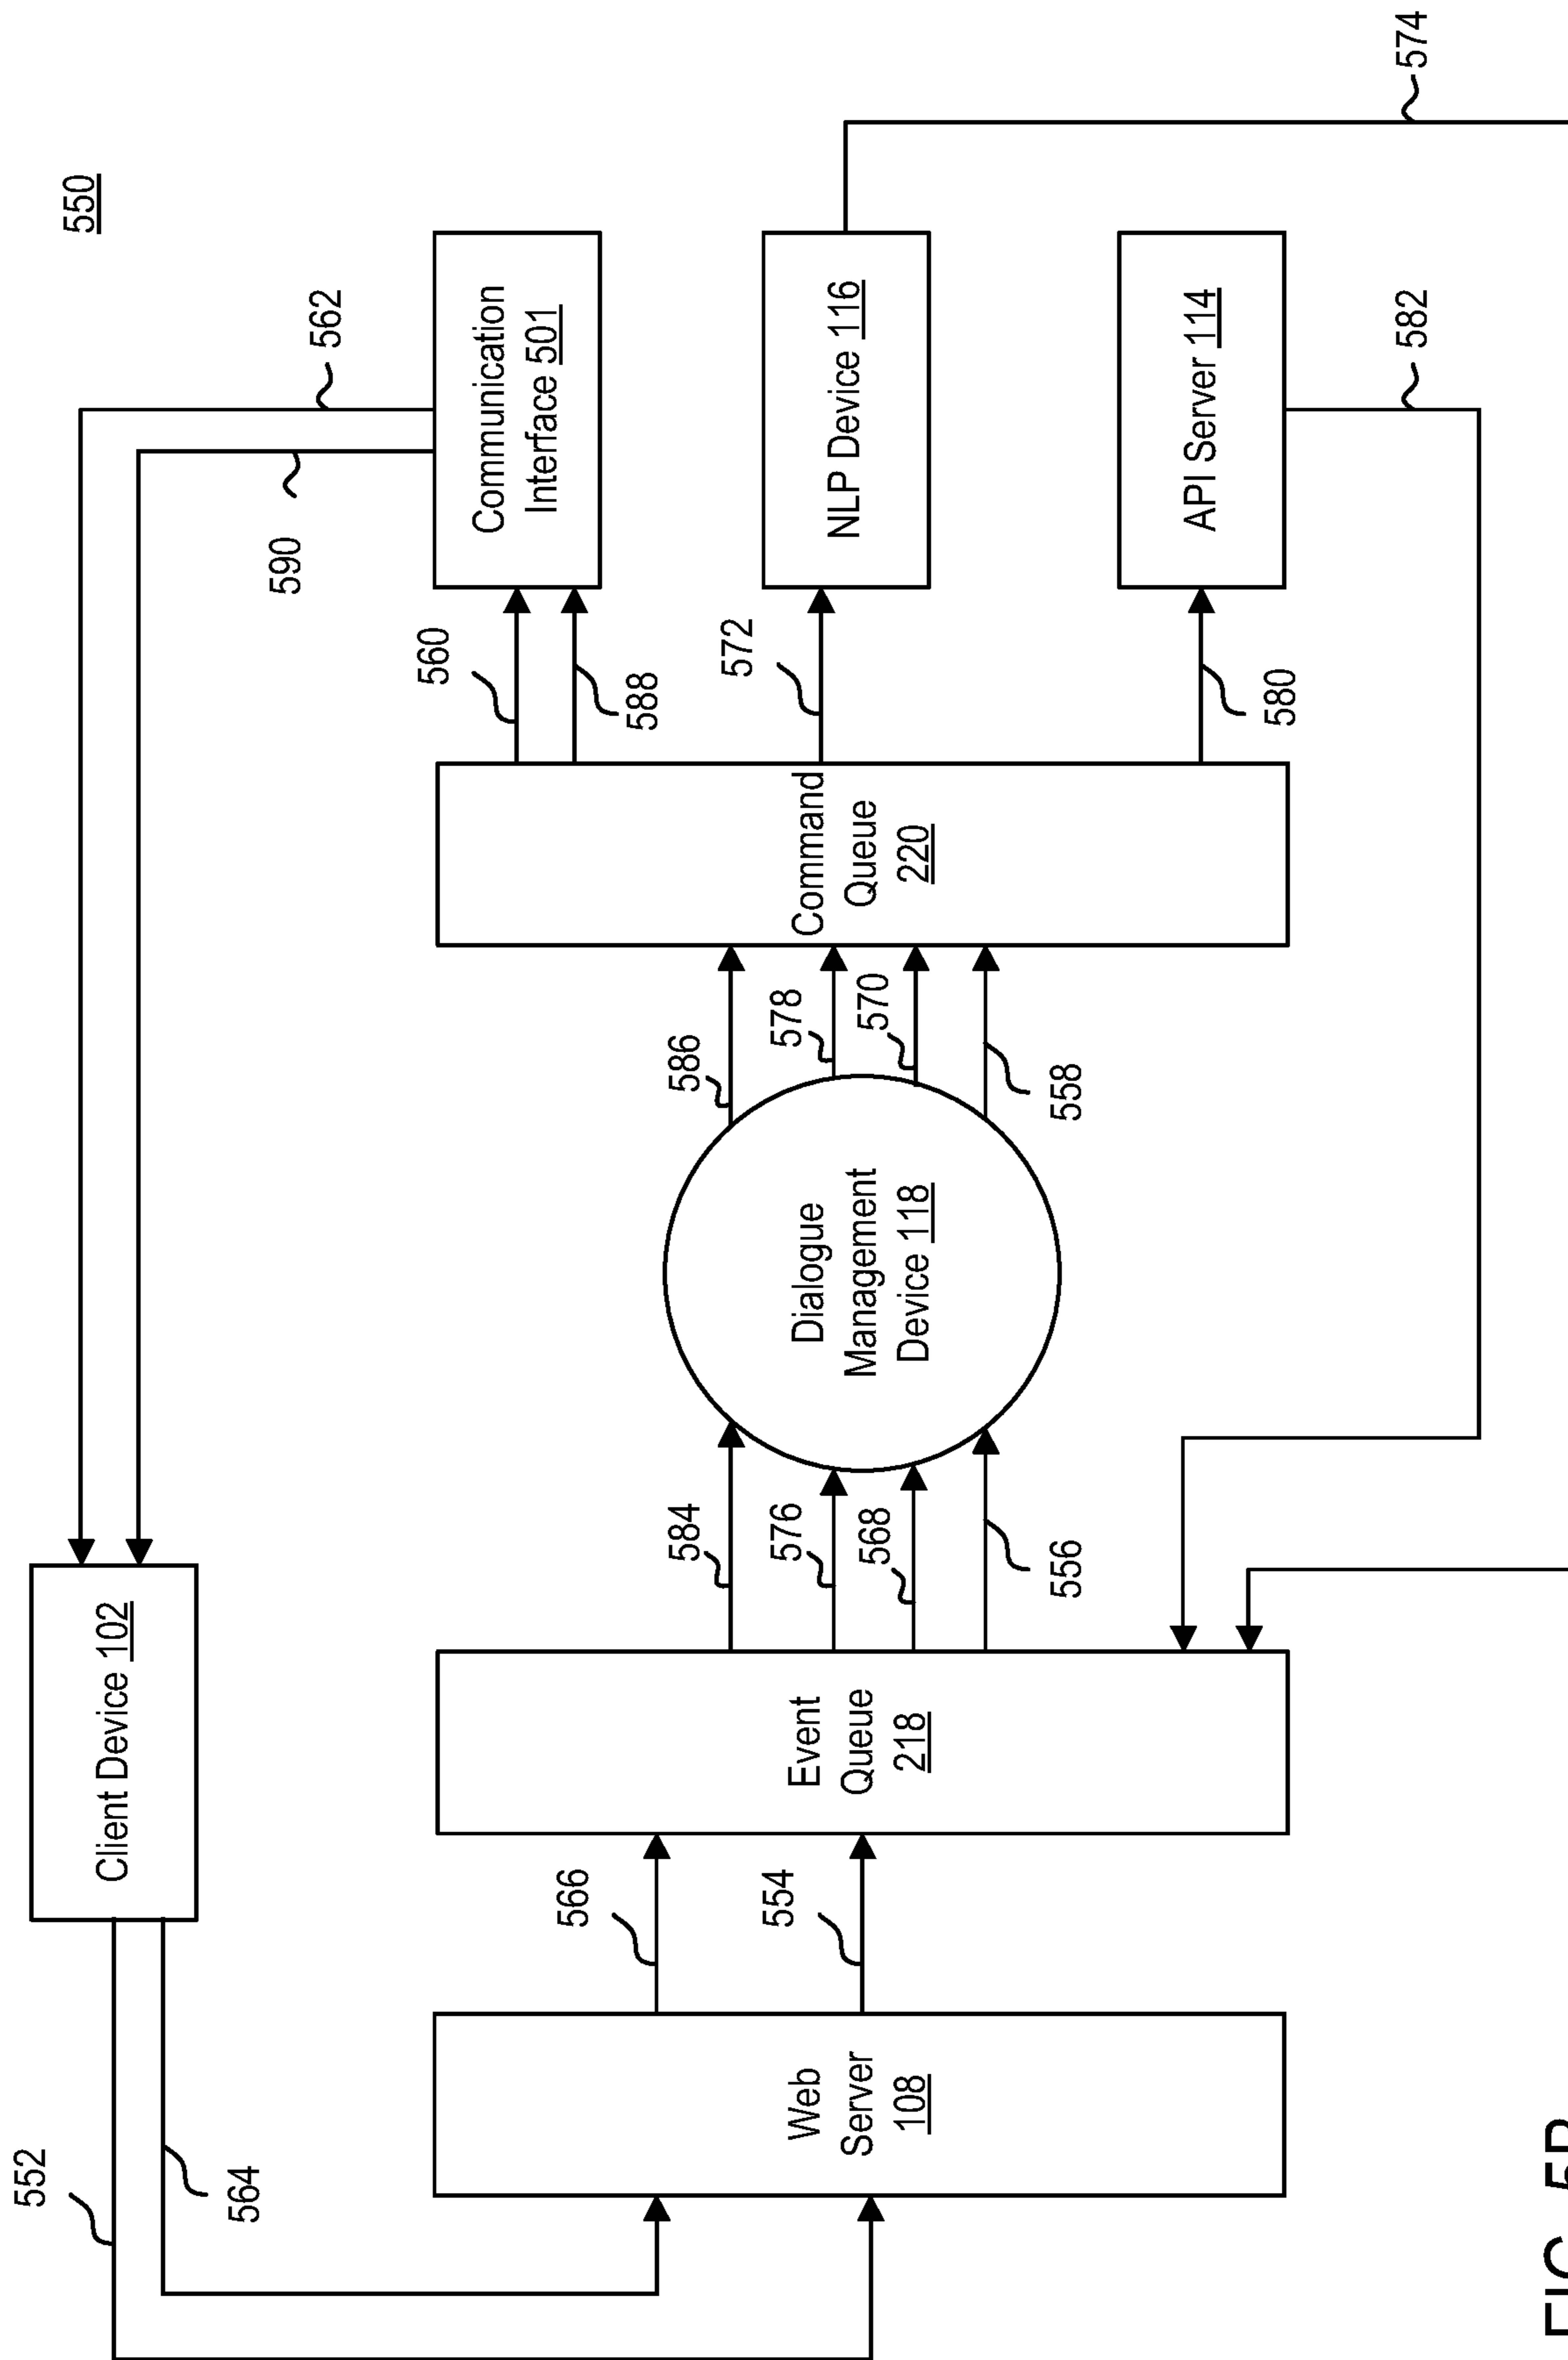 550
Client Device 102
552
564
562
590
Web
Server
108
566
554
Event
Queue
218
584
576
568
556
Dialogue
Management
Device 118
586
578
570
558
Command
Queue
220
560
588
572
580
Communication
Interface 501
NLP Device 116
API Server 114
582
574
FIG. 5B